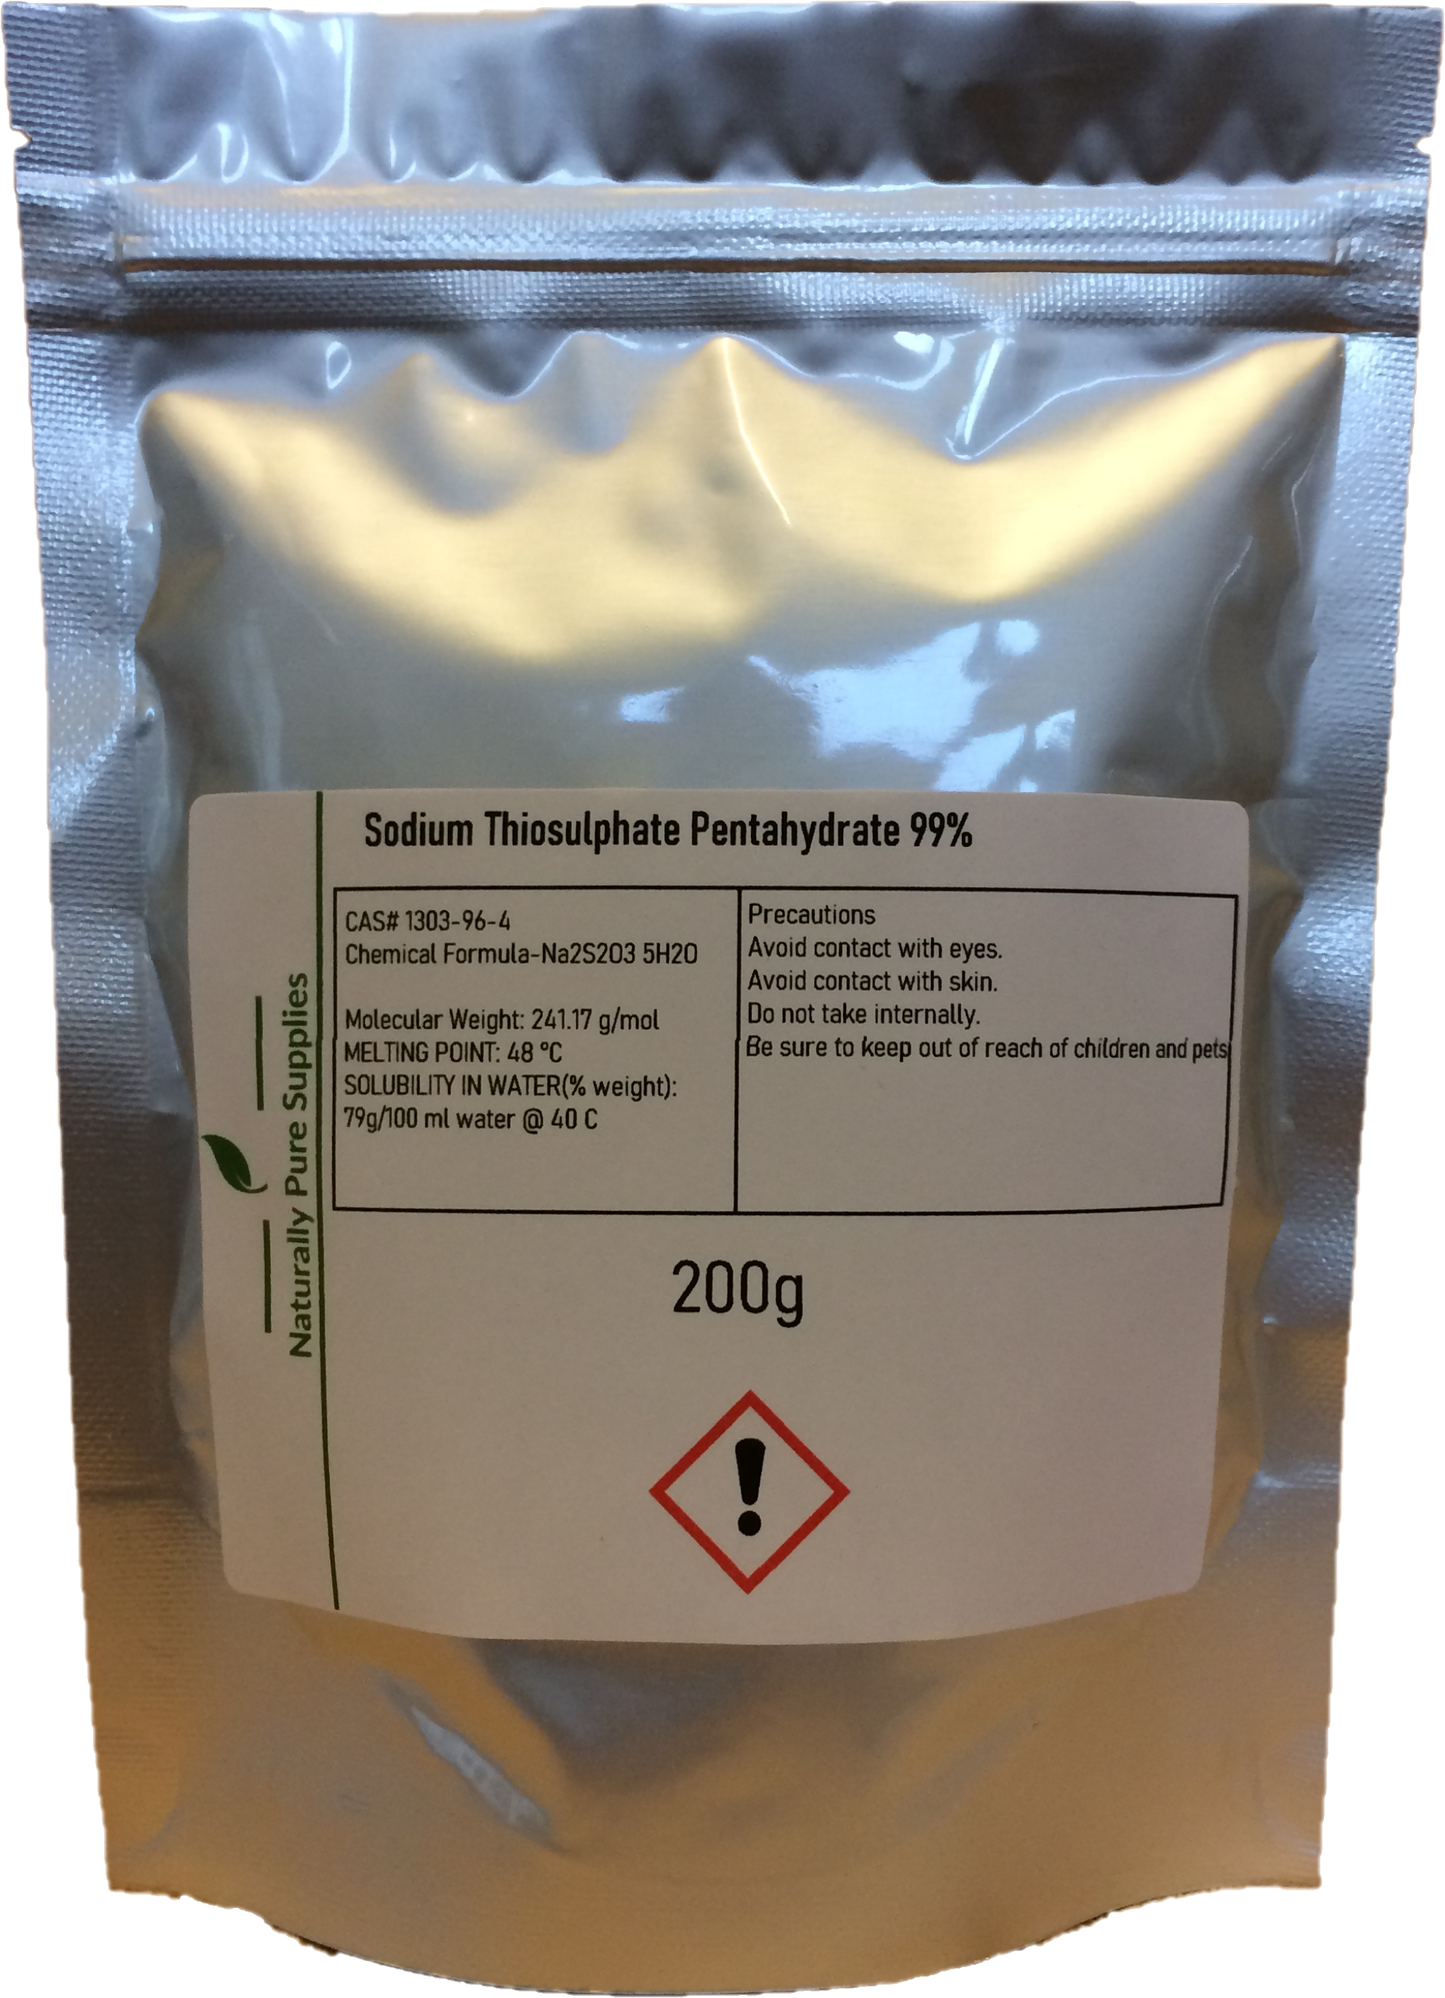 Sodium Thiosulphate Pentahydrate 99%
CAS# 1303-96-4
Chemical Formula-Na2S2O3 5H2O
Molecular Weight: 241.17 g/mol
MELTING POINT: 48 °C
SOLUBILITY IN WATER(% weight):
79g/100 ml water @ 40 C
Precautions
Avoid contact with eyes.
Avoid contact with skin.
Do not take internally.
Be sure to keep out of reach of children and pets
Naturally Pure Supplies
200g